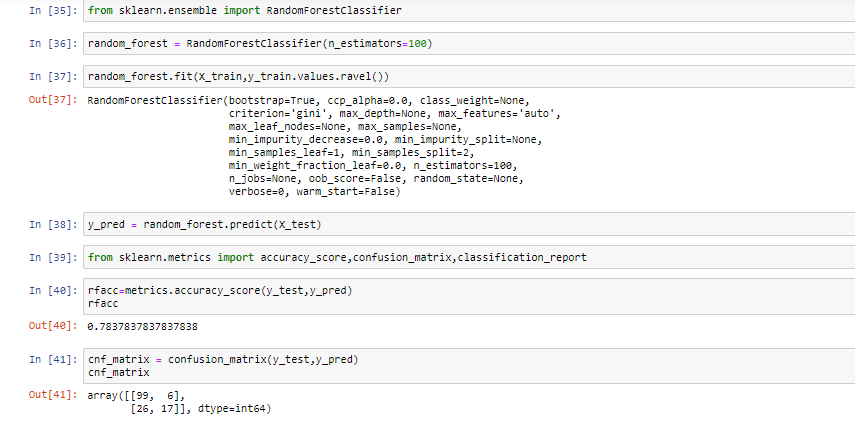 In [35]: from sklearn.ensemble import RandomForestClassifier
In [36]: random_forest = RandomForestClassifier(n_estimators=100)
In [37]: random_forest.fit(X_train,y_train.values.ravel())
Out[37]: RandomForestClassifier(bootstrap=True, ccp_alpha=0.0, class_weight=None,
criterion='gini', max_depth=None, max_features='auto',
max_leaf_nodes=None, max_samples=None,
min_impurity_decrease=0.0, min_impurity_split=None,
min_samples_leaf=1, min_samples_split=2,
min_weight_fraction_leaf=0.0, n_estimators=100,
n_jobs=None, oob_score=False, random_state=None,
verbose=0, warm_start=False)
In [38]: y_pred = random_forest.predict(X_test)
In [39]: from sklearn.metrics import accuracy_score,confusion_matrix,classification_report
In [40]: rfacc=metrics.accuracy_score(y_test,y_pred)
rfacc
Out[40]: 0.7837837837837838
In [41]: cnf_matrix = confusion_matrix(y_test,y_pred)
cnf_matrix
Out[41]: array([[99, 6],
[26, 17]], dtype=int64)